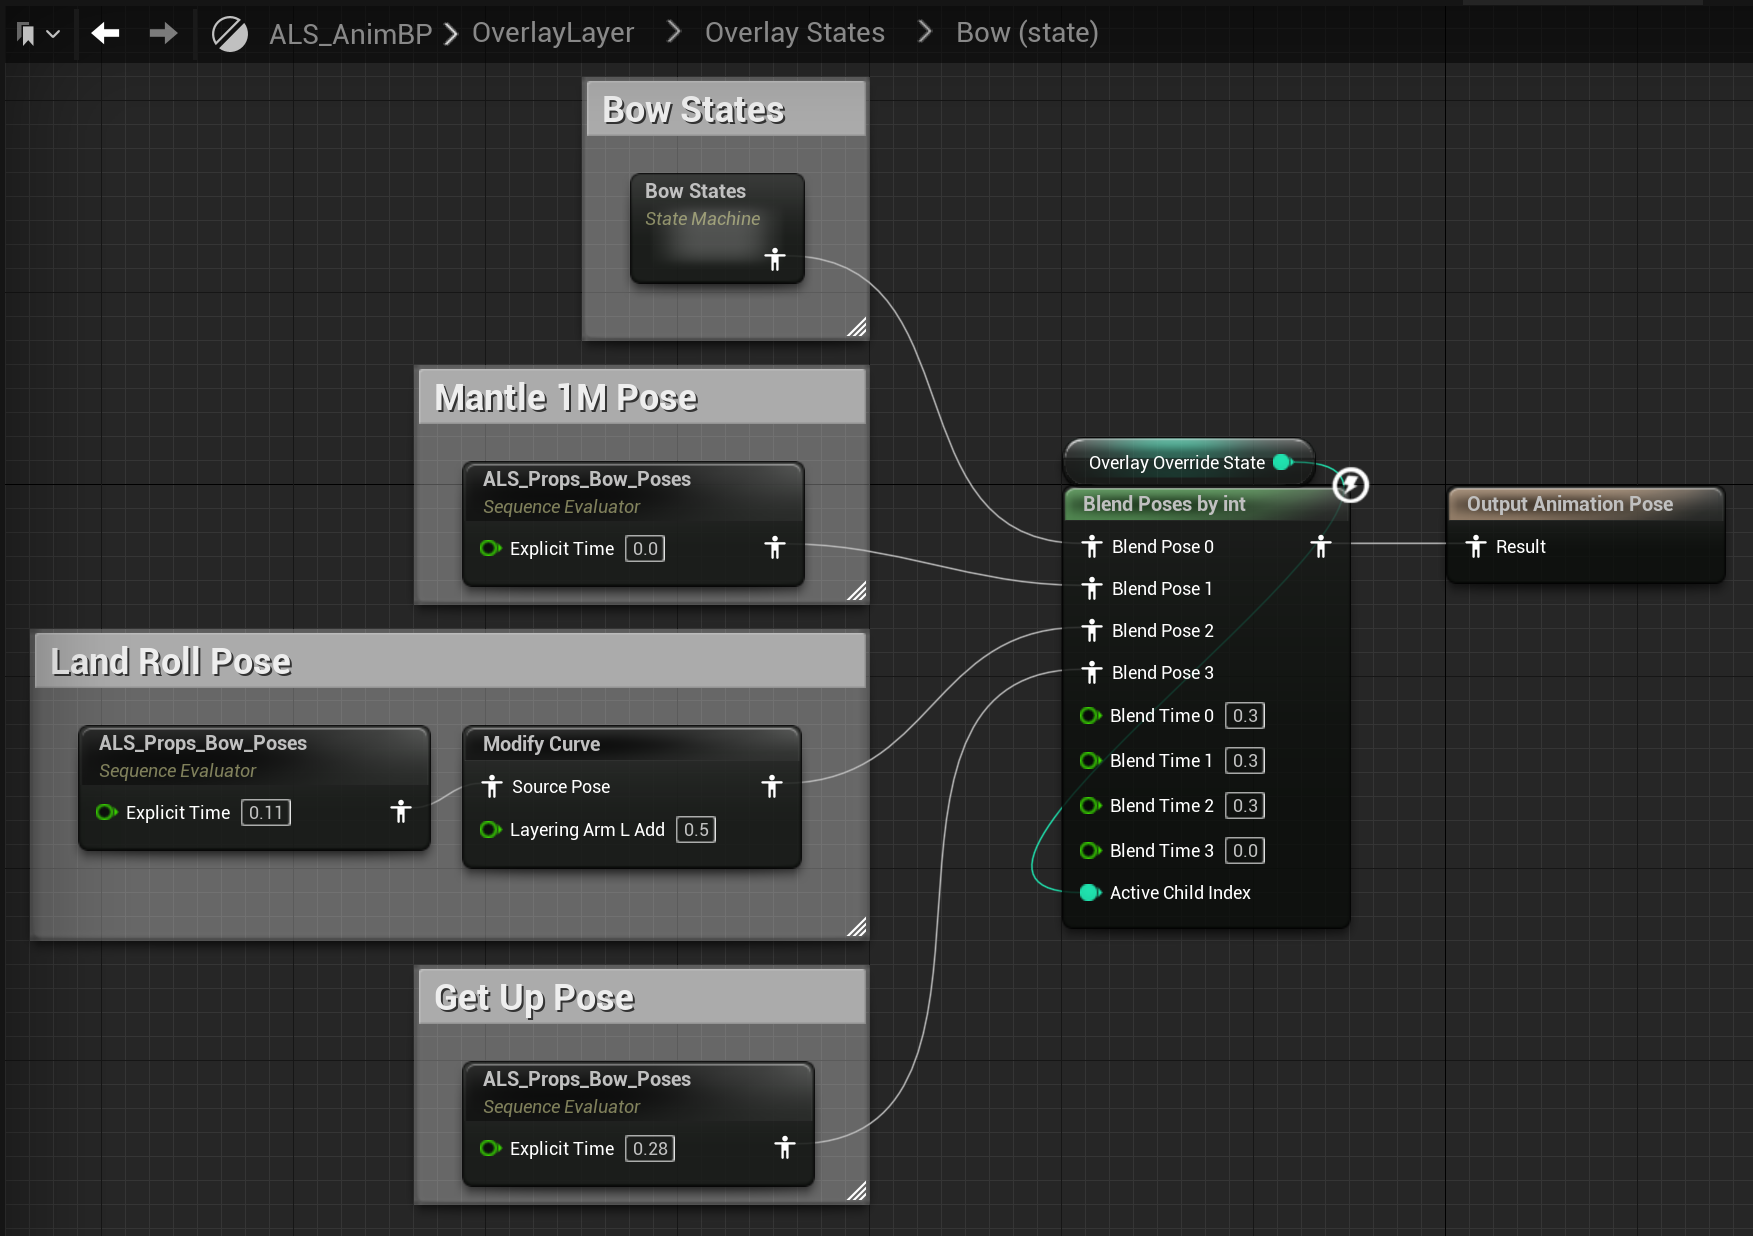 ALS_AnimBP > OverlayLayer > Overlay States > Bow (state)
Bow States
Bow States
State Machine
Mantle 1M Pose
ALS_Props_Bow_Poses
Sequence Evaluator
Explicit Time 0.0
Land Roll Pose
ALS_Props_Bow_Poses
Sequence Evaluator
Explicit Time 0.11
Modify Curve
Source Pose
Layering Arm L Add 0.5
Get Up Pose
ALS_Props_Bow_Poses
Sequence Evaluator
Explicit Time 0.28
Overlay Override State
Blend Poses by int
Blend Pose 0
Blend Pose 1
Blend Pose 2
Blend Pose 3
Blend Time 0 0.3
Blend Time 1 0.3
Blend Time 2 0.3
Blend Time 3 0.0
Active Child Index
Output Animation Pose
Result